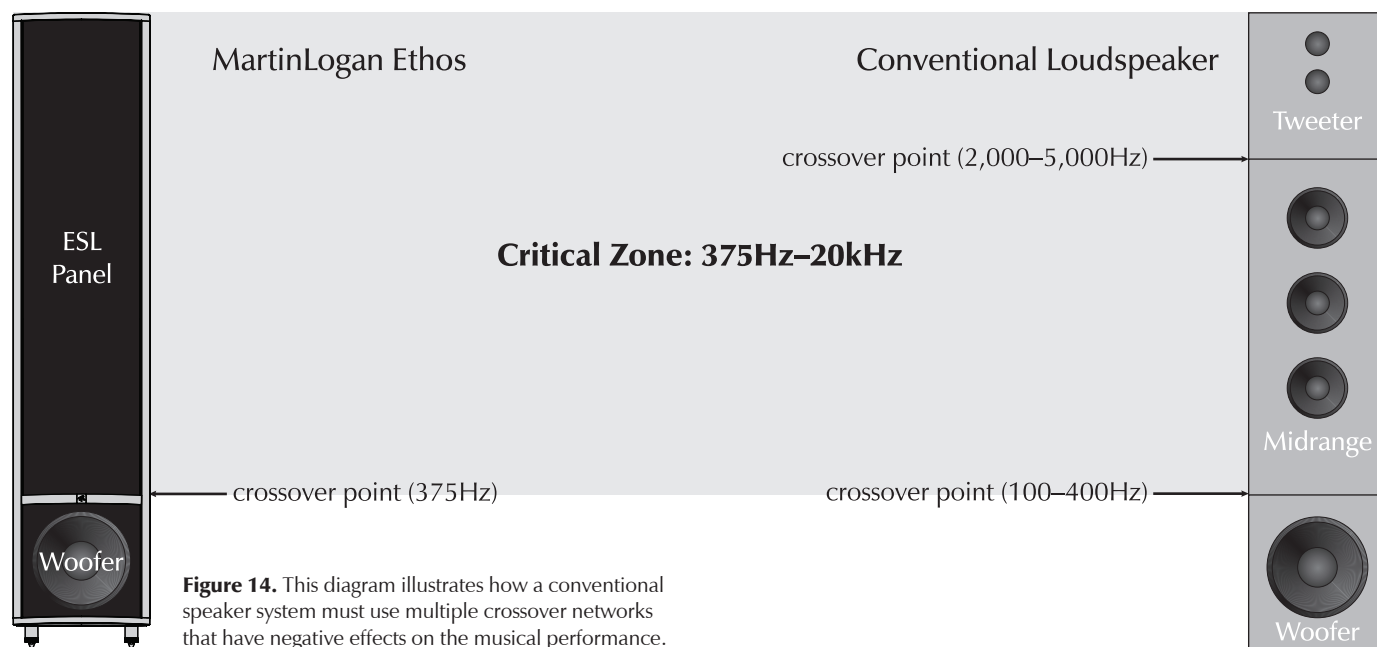 MartinLogan Ethos
Conventional Loudspeaker
Tweeter
crossover point (2,000–5,000Hz)
ESL
Panel
Critical Zone: 375Hz–20kHz
Midrange
crossover point (375Hz)
crossover point (100–400Hz)
Woofer
Figure 14. This diagram illustrates how a conventional
speaker system must use multiple crossover networks
that have negative effects on the musical performance.
Woofer